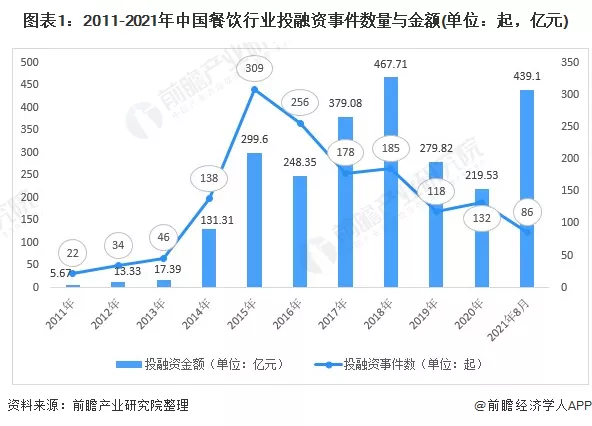 图表1：2011-2021年中国餐饮行业投融资事件数量与金额(单位：起，亿元)
500 350
450
400 300
350 250
300
250 200
200 150
150 100
100
50 50
0 0
5.67 13.33 17.39 131.31 299.6 248.35 379.08 467.71 279.82 219.53 439.1
22 34 46 138 309 256 178 185 118 132 86
2011年 2012年 2013年 2014年 2015年 2016年 2017年 2018年 2019年 2020年 2021年8月
投融资金额（单位：亿元） 投融资事件数（单位：起）
资料来源：前瞻产业研究院整理 @前瞻经济学人APP
前瞻产业研究院